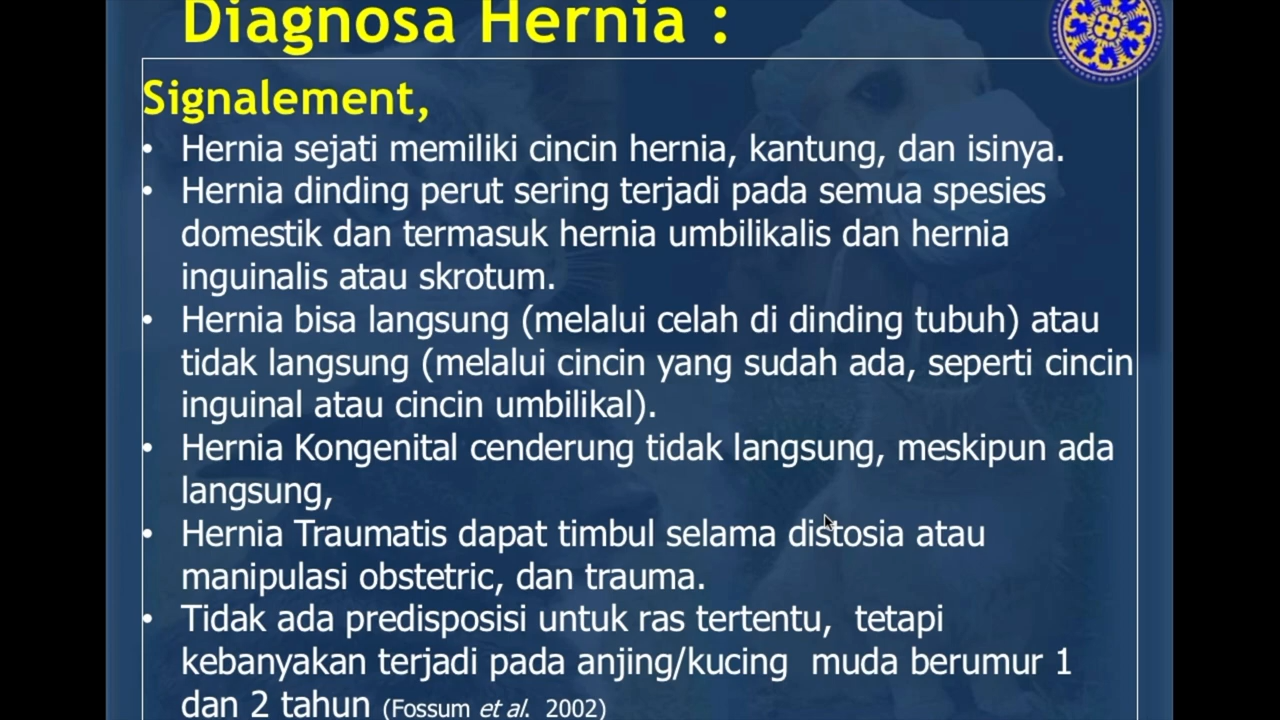 Diagnosa Hernia :
Signalement,
• Hernia sejati memiliki cincin hernia, kantung, dan isinya.
• Hernia dinding perut sering terjadi pada semua spesies
domestik dan termasuk hernia umbilikalis dan hernia
inguinalis atau skrotum.
• Hernia bisa langsung (melalui celah di dinding tubuh) atau
tidak langsung (melalui cincin yang sudah ada, seperti cincin
inguinal atau cincin umbilikal).
• Hernia Kongenital cenderung tidak langsung, meskipun ada
langsung,
• Hernia Traumatis dapat timbul selama distosia atau
manipulasi obstetric, dan trauma.
• Tidak ada predisposisi untuk ras tertentu, tetapi
kebanyakan terjadi pada anjing/kucing muda berumur 1
dan 2 tahun (Fossum et al. 2002)